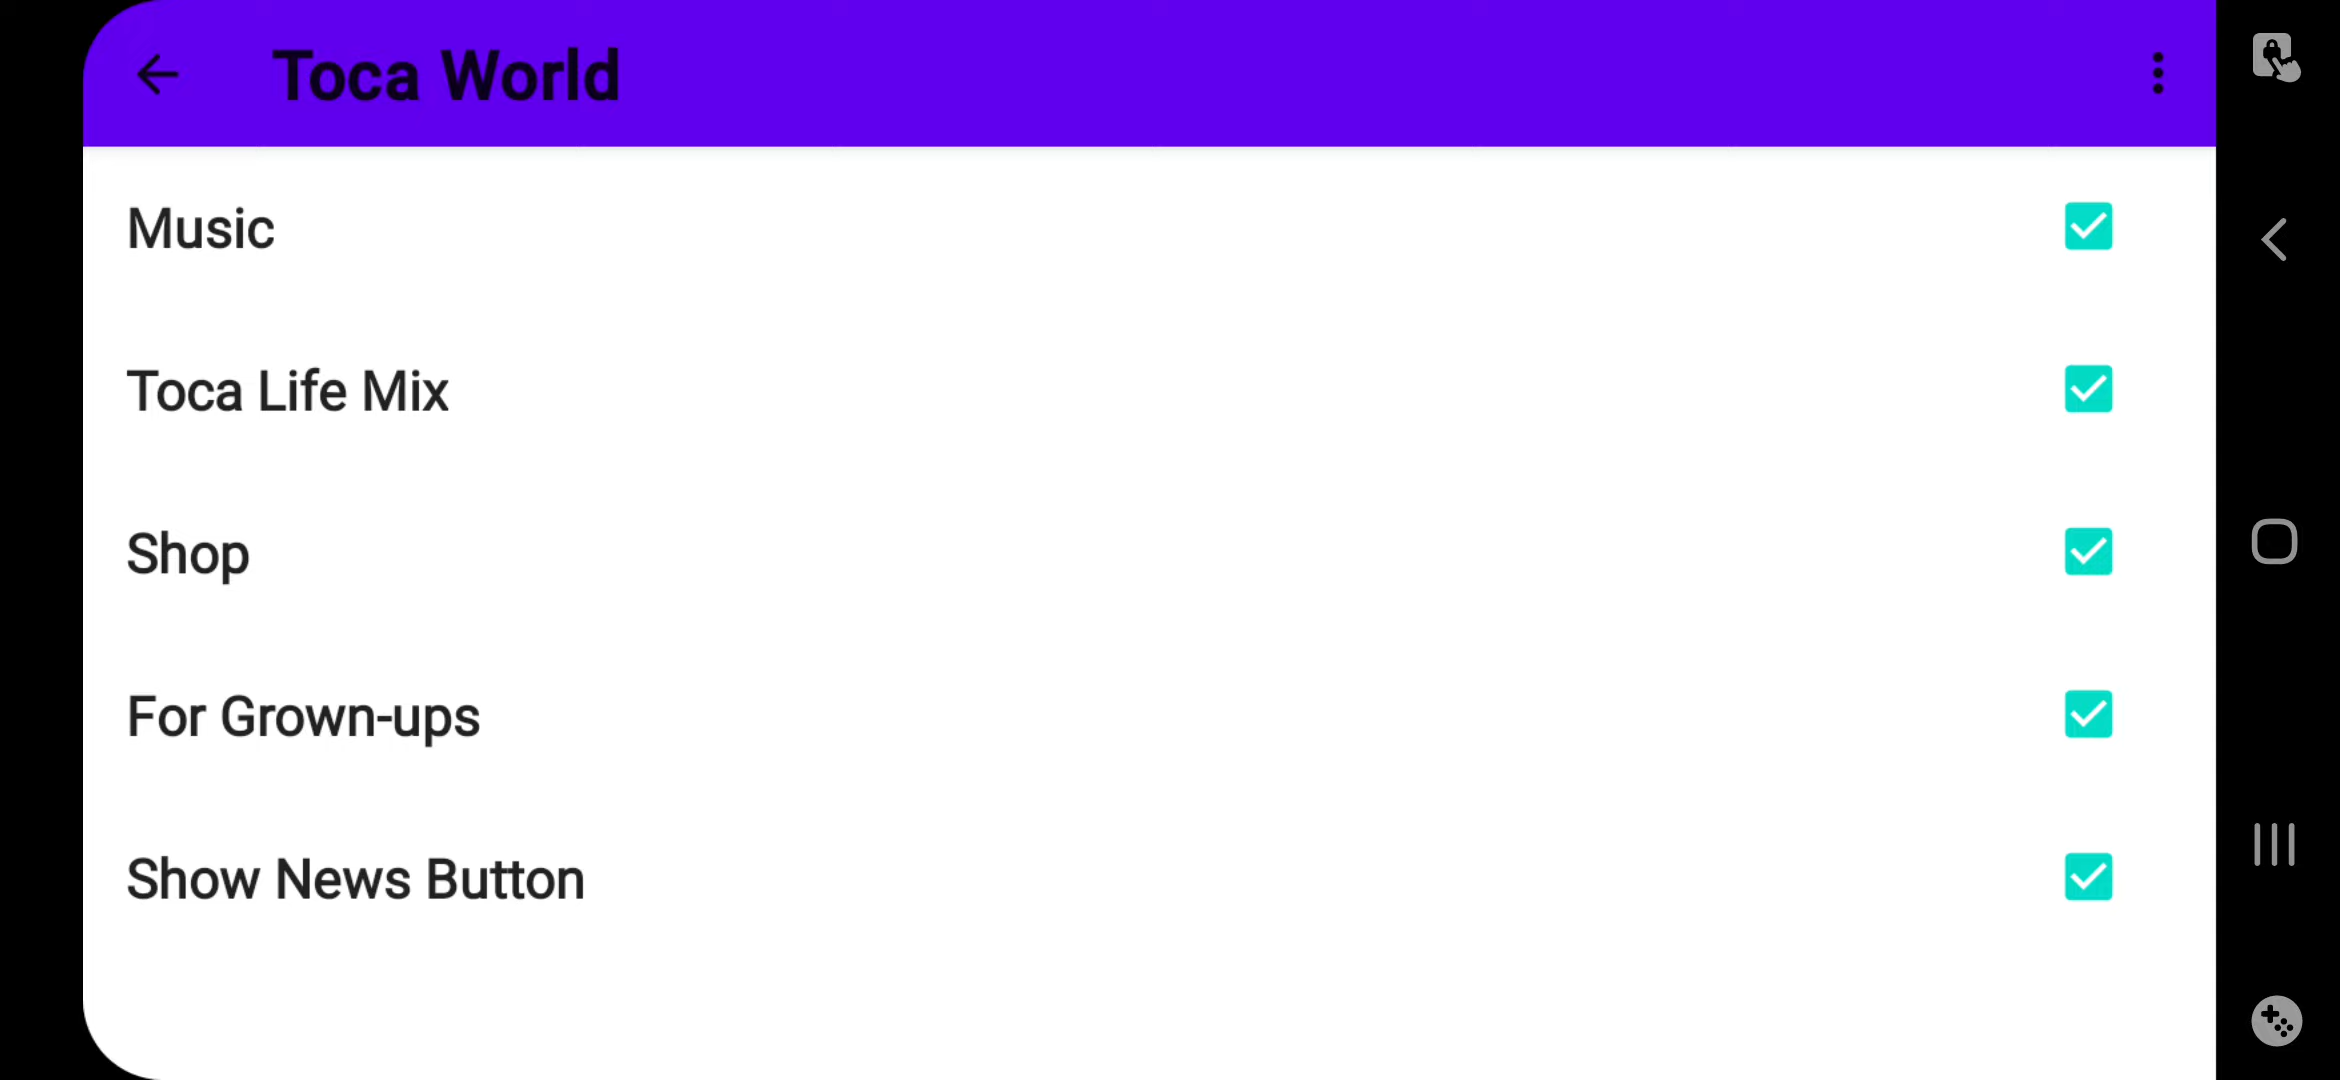 Toca World
Music
Toca Life Mix
Shop
For Grown-ups
Show News Button